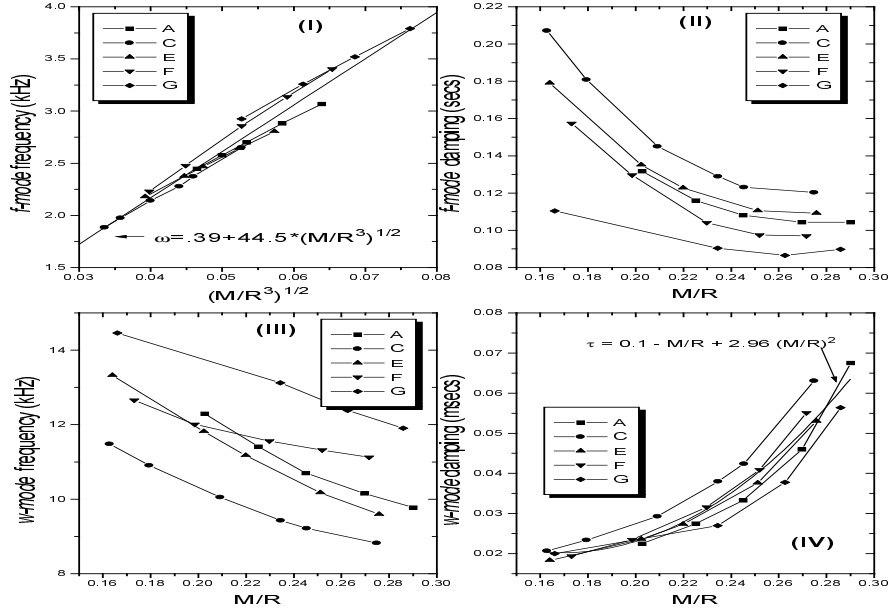 (I)
A
C
E
F
G
4.0
3.5
3.0
2.5
2.0
1.5
f-mode frequency (kHz)
ω=.39+44.5*(M/R³)¹/²
0.03 0.04 0.05 0.06 0.07 0.08
(M/R³)¹/²
(II)
A
C
E
F
G
0.22
0.20
0.18
0.16
0.14
0.12
0.10
0.08
f-mode damping (secs)
0.16 0.18 0.20 0.22 0.24 0.26 0.28 0.30
M/R
(III)
A
C
E
F
G
14
12
10
8
w-mode frequency (kHz)
0.16 0.18 0.20 0.22 0.24 0.26 0.28 0.30
M/R
0.08
0.07
0.06
0.05
0.04
0.03
0.02
w-mode damping (msecs)
τ = 0.1 - M/R + 2.96 (M/R)²
A
C
E
F
G
(IV)
0.16 0.18 0.20 0.22 0.24 0.26 0.28 0.30
M/R